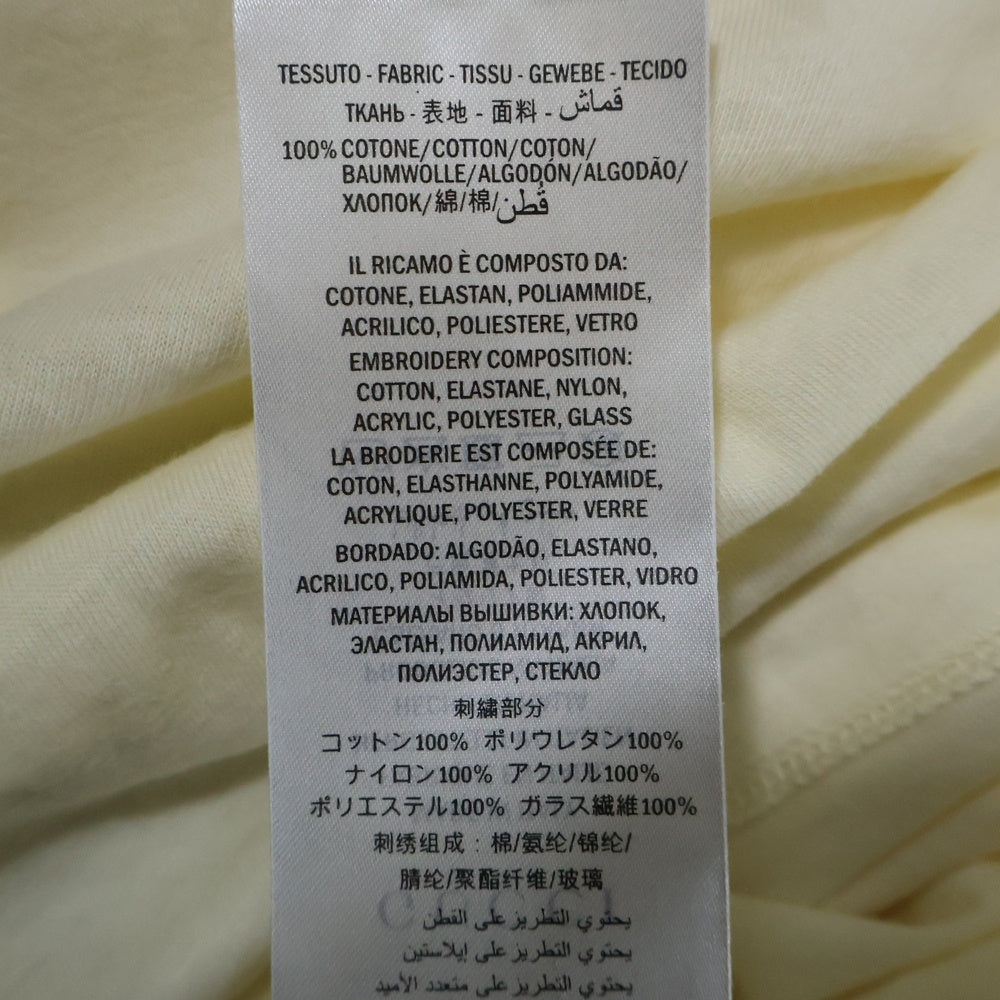 TESSUTO - FABRIC - TISSU - GEWEBE - TECIDO
ТКАНЬ - 表地 - 面料 - قماش
100% COTONE/COTTON/COTON/
BAUMWOLLE/ALGODÓN/ALGODÃO/
ХЛОПОК/綿/棉/قُطن
IL RICAMO È COMPOSTO DA:
COTONE, ELASTAN, POLIAMMIDE,
ACRILICO, POLIESTERE, VETRO
EMBROIDERY COMPOSITION:
COTTON, ELASTANE, NYLON,
ACRYLIC, POLYESTER, GLASS
LA BRODERIE EST COMPOSÉE DE:
COTON, ELASTHANNE, POLYAMIDE,
ACRYLIQUE, POLYESTER, VERRE
BORDADO: ALGODÃO, ELASTANO,
ACRILICO, POLIAMIDA, POLIESTER, VIDRO
МАТЕРИАЛЫ ВЫШИВКИ: ХЛОПОК,
ЭЛАСТАН, ПОЛИАМИД, АКРИЛ,
ПОЛИЭСТЕР, СТЕКЛО
刺繍部分
コットン100% ポリウレタン100%
ナイロン100% アクリル100%
ポリエステル100% ガラス繊維100%
刺绣组成：棉/氨纶/锦纶/
腈纶/聚酯纤维/玻璃
يحتوي التطريز على القطن
يحتوي التطريز على إيلاستين
يحتوي التطريز على متعدد الأميد